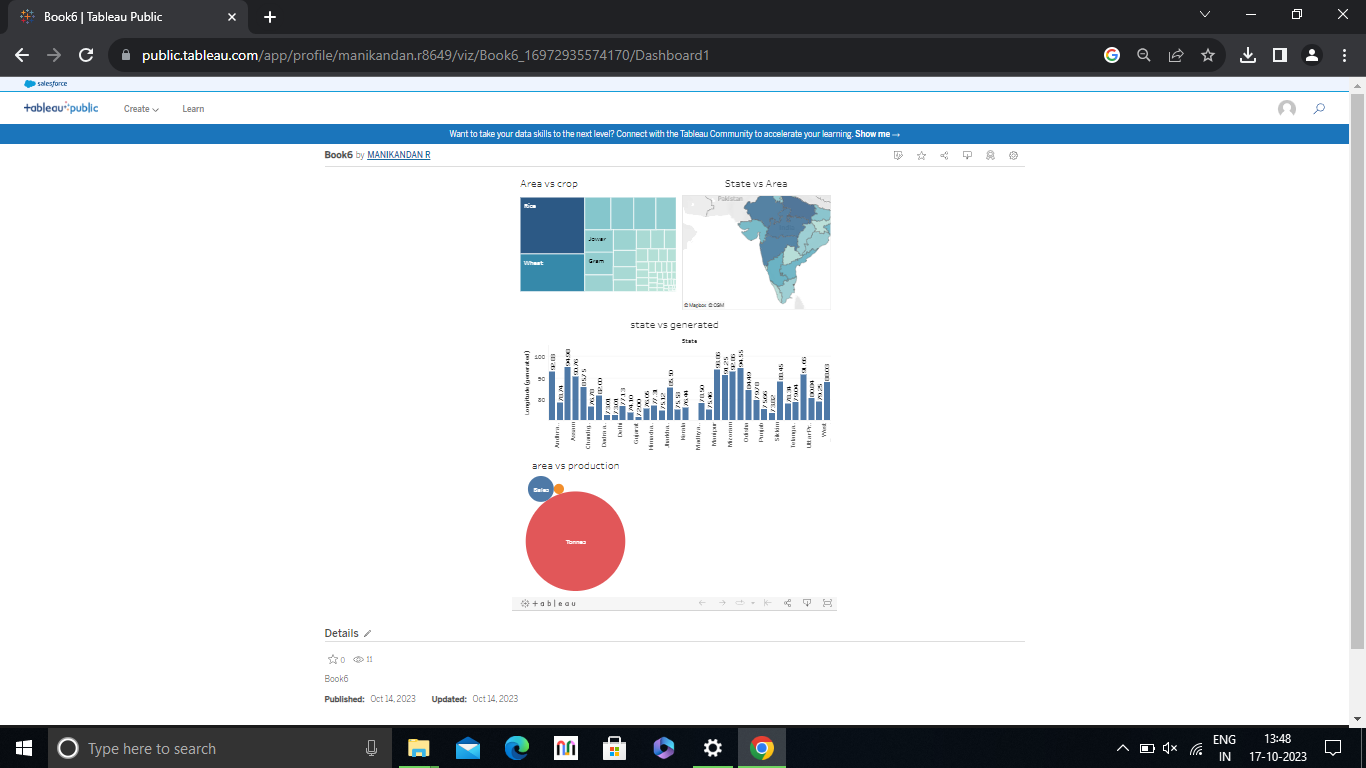 Book6 | Tableau Public
public.tableau.com/app/profile/manikandan.r8649/viz/Book6_16972935574170/Dashboard1
salesforce
+ableau public
Create
Learn
Want to take your data skills to the next level? Connect with the Tableau Community to accelerate your learning. Show me →
Book6 by MANIKANDAN R
Area vs crop
State vs Area
Rice
Jowar
Gram
Wheat
Pakistan
© Mapbox © OSM
state vs generated
State
Longitude (generated)
100
90
80
Andhra..
Assam
Chandig..
Dadra a..
Delhi
Gujarat
Himacha..
Jharkha..
Kerala
Madhya..
Manipur
Mizoram
Odisha
Punjab
Sikkim
Telanga..
Uttar Pr..
West
area vs production
Bales
Tonnes
+ a b l e a u
Details
0
11
Book6
Published: Oct 14, 2023
Updated: Oct 14, 2023
Type here to search
ENG
IN
13:48
17-10-2023